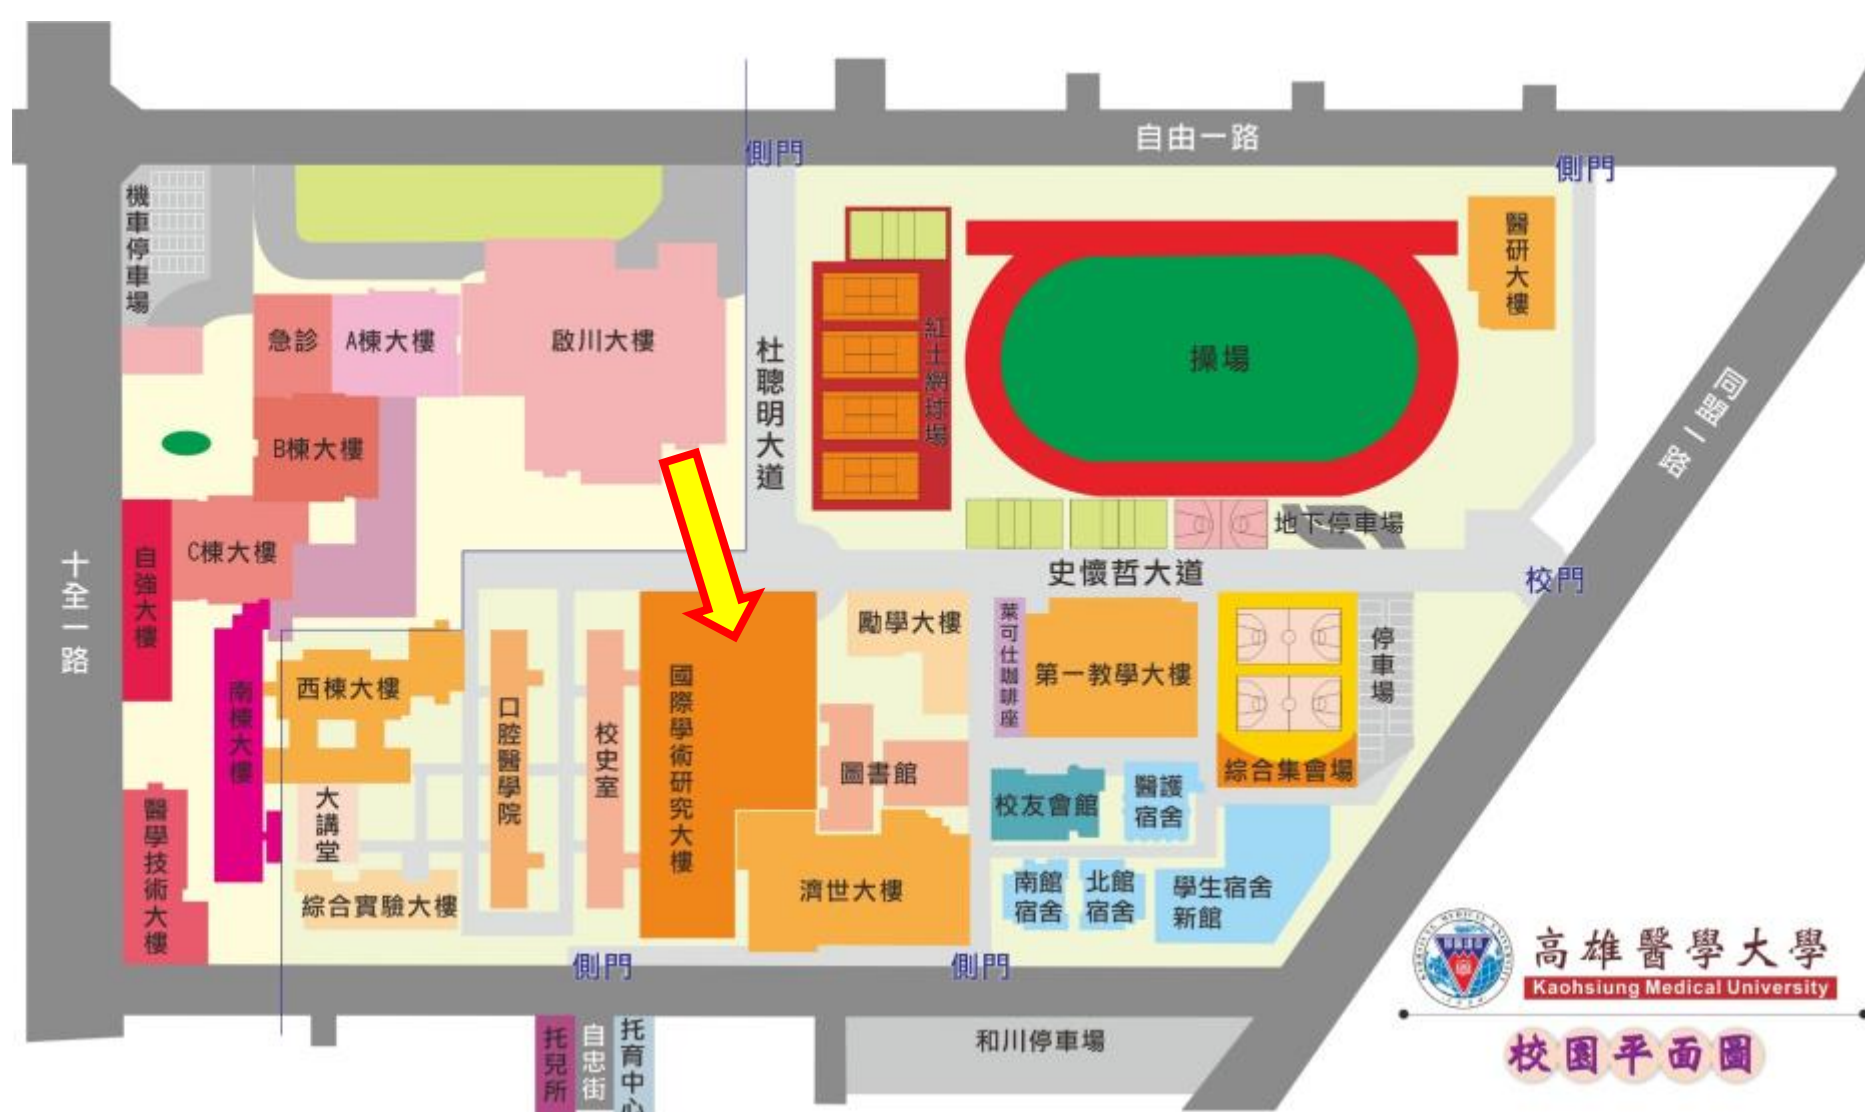 自由一路
側門
側門
機車停車場
急診
A棟大樓
啟川大樓
杜聰明大道
紅土網球場
操場
醫研大樓
同盟一路
B棟大樓
C棟大樓
自強大樓
十全一路
地下停車場
史懷哲大道
校門
南棟大樓
西棟大樓
口腔醫學院
校史室
國際學術研究大樓
勵學大樓
萊可仕咖啡座
第一教學大樓
停車場
綜合集會場
圖書館
校友會館
醫護
宿舍
大講堂
醫學技術大樓
綜合實驗大樓
濟世大樓
南館
宿舍
北館
宿舍
學生宿舍
新館
側門
側門
托兒所
自忠街
托育中心
和川停車場
高雄醫學大學
Kaohsiung Medical University
校園平面圖